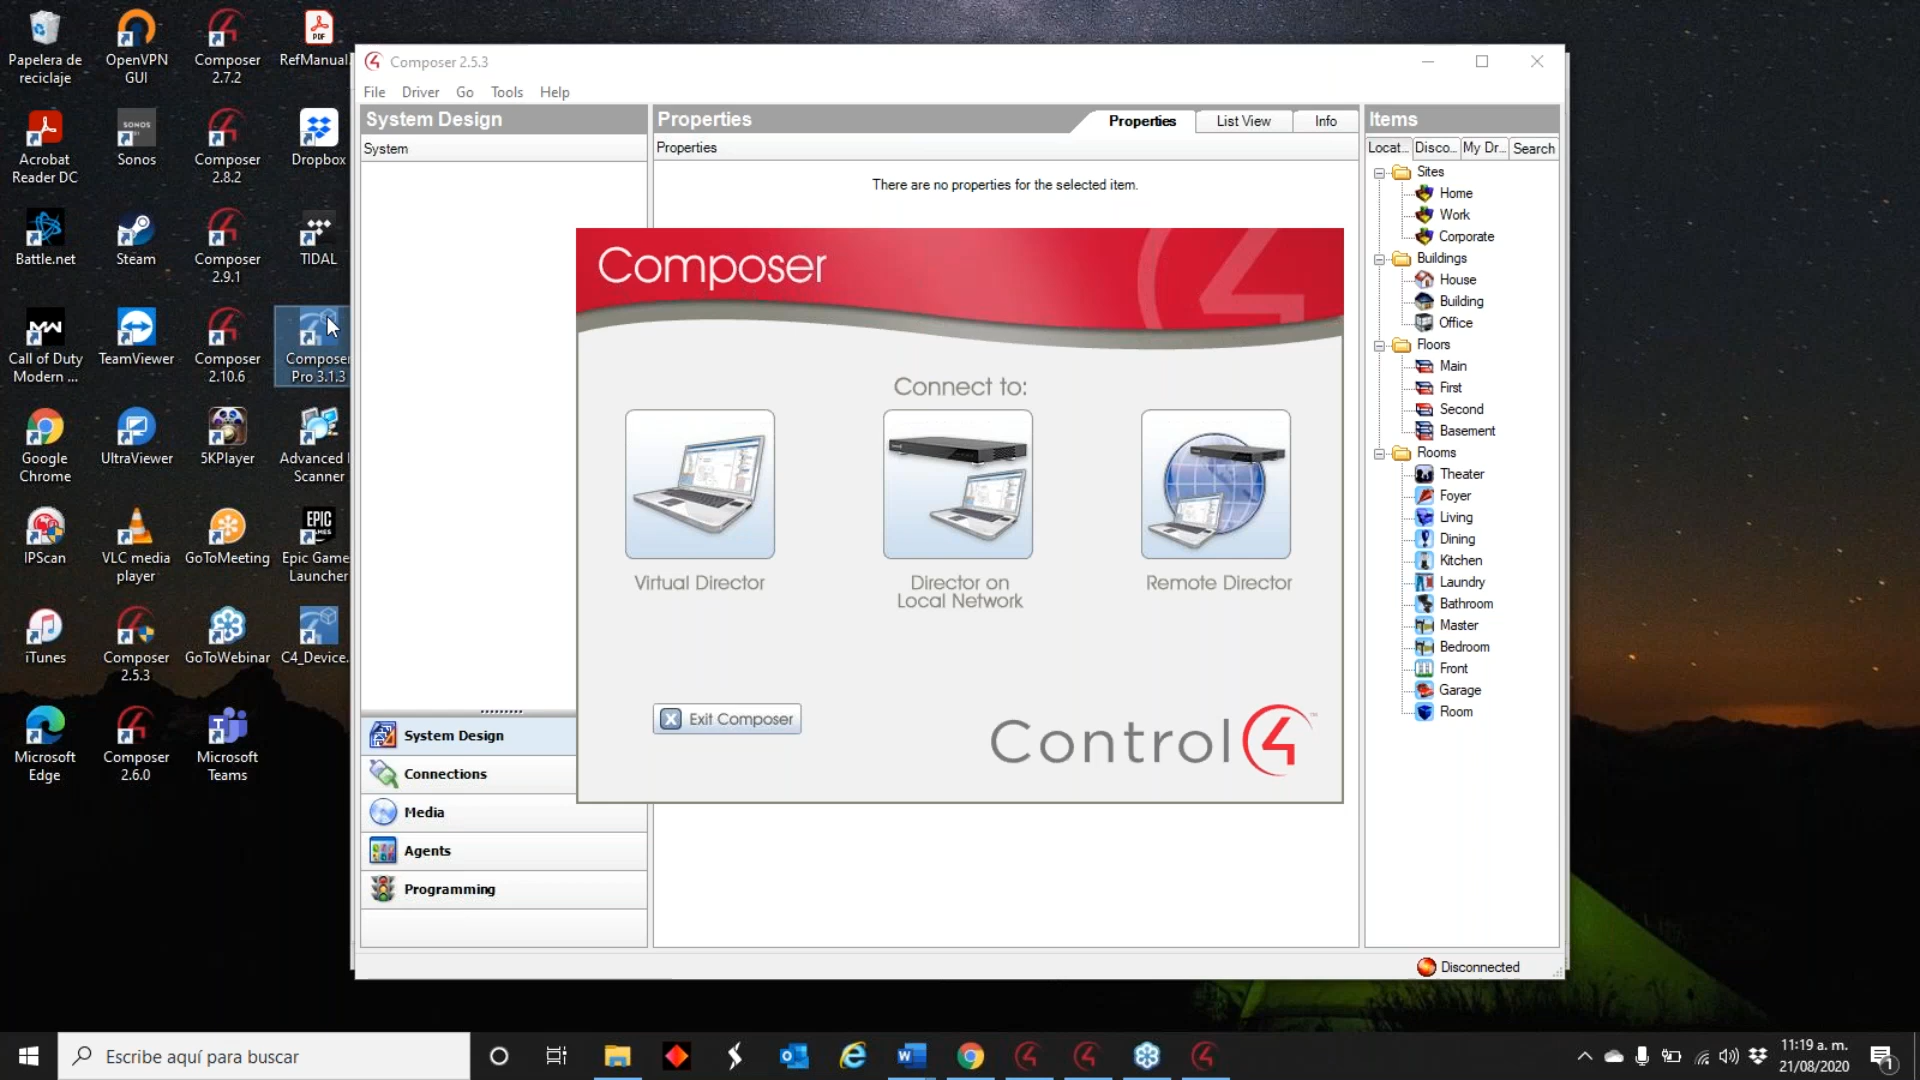 Papelera de
reciclaje
OpenVPN
GUI
Composer
2.7.2
PDF
RefManual.
Acrobat
Reader DC
SONOS
Sonos
Composer
2.8.2
Dropbox
Battle.net
Steam
Composer
2.9.1
TIDAL
MW
Call of Duty
Modern ...
TeamViewer
Composer
2.10.6
Composer
Pro 3.1.3
Google
Chrome
UltraViewer
5KPlayer
Advanced
Scanner
IPScan
VLC media
player
GoToMeeting
EPIC
GAMES
Epic Game
Launcher
iTunes
Composer
2.5.3
GoToWebinar
C4_Device.
Microsoft
Edge
Composer
2.6.0
Microsoft
Teams
Composer 2.5.3
File Driver Go Tools Help
System Design
System
Properties
Properties List View Info
Properties
There are no properties for the selected item.
Composer
Connect to:
Virtual Director
Director on
Local Network
Remote Director
Exit Composer
Control4
System Design
Connections
Media
Agents
Programming
Items
Locat... Disco... My Dr... Search
Sites
Home
Work
Corporate
Buildings
House
Building
Office
Floors
Main
First
Second
Basement
Rooms
Theater
Foyer
Living
Dining
Kitchen
Laundry
Bathroom
Master
Bedroom
Front
Garage
Room
Disconnected
Escribe aquí para buscar
11:19 a. m.
21/08/2020
1